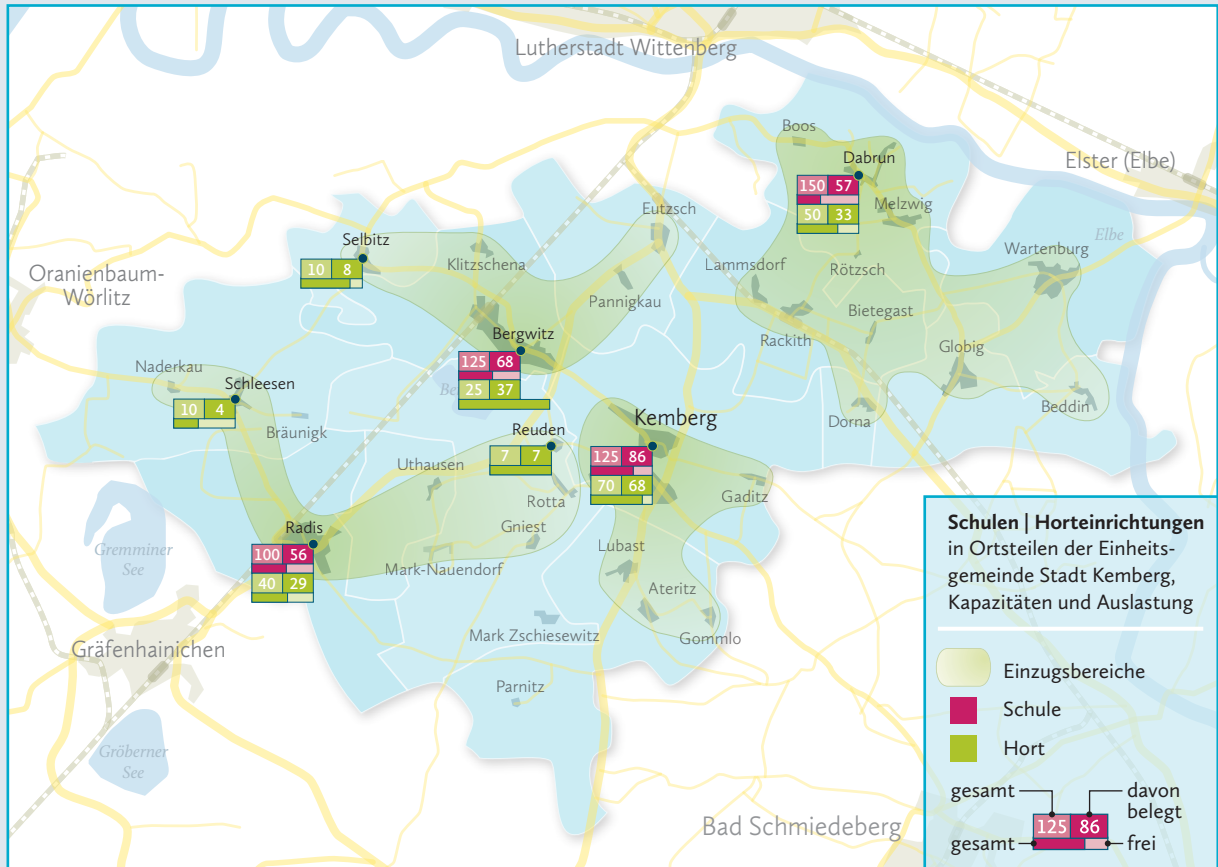 Lutherstadt Wittenberg
Boos
Dabrun
Elster (Elbe)
150 57
50 33
Melzwig
Eutzsch
Selbitz
10 8
Klitzschena
Elbe
Wartenburg
Oranienbaum-
Wörlitz
Lammsdorf
Rötzsch
Pannigkau
Bietegast
Bergwitz
Rackith
Globig
125 68
25 37
Naderkau
Schleesen
10 4
Bräunigk
Beddin
Dorna
Kemberg
Reuden
7 7
125 86
70 68
Uthausen
Rotta
Gaditz
Gniest
Radis
100 56
40 29
Lubast
Mark-Nauendorf
Ateritz
Gremminer
See
Mark Zschiesewitz
Gommlo
Gräfenhainichen
Parnitz
Gröberner
See
Bad Schmiedeberg
Schulen | Horteinrichtungen
in Ortsteilen der Einheits-
gemeinde Stadt Kemberg,
Kapazitäten und Auslastung
Einzugsbereiche
Schule
Hort
gesamt davon
belegt
125 86
gesamt frei